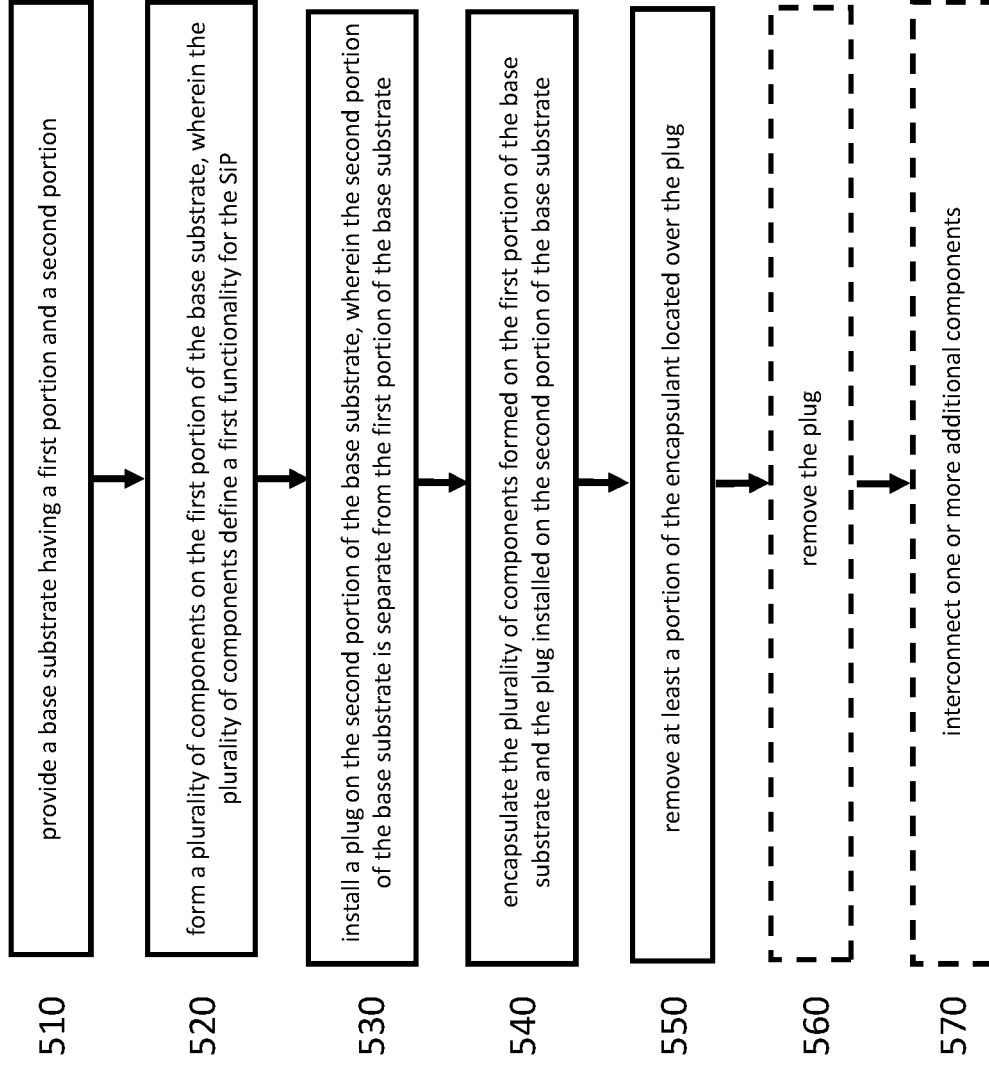 510
provide a base substrate having a first portion and a second portion
520
form a plurality of components on the first portion of the base substrate, wherein the
plurality of components define a first functionality for the SiP
530
install a plug on the second portion of the base substrate, wherein the second portion
of the base substrate is separate from the first portion of the base substrate
540
encapsulate the plurality of components formed on the first portion of the base
substrate and the plug installed on the second portion of the base substrate
550
remove at least a portion of the encapsulant located over the plug
560
remove the plug
570
interconnect one or more additional components